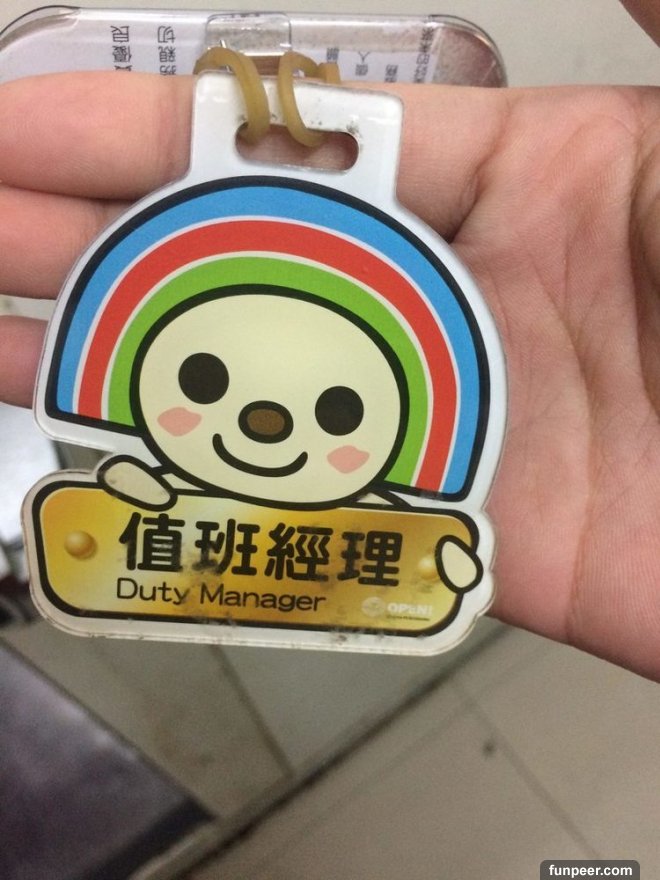 值班經理
Duty Manager
OPEN!
funpeer.com